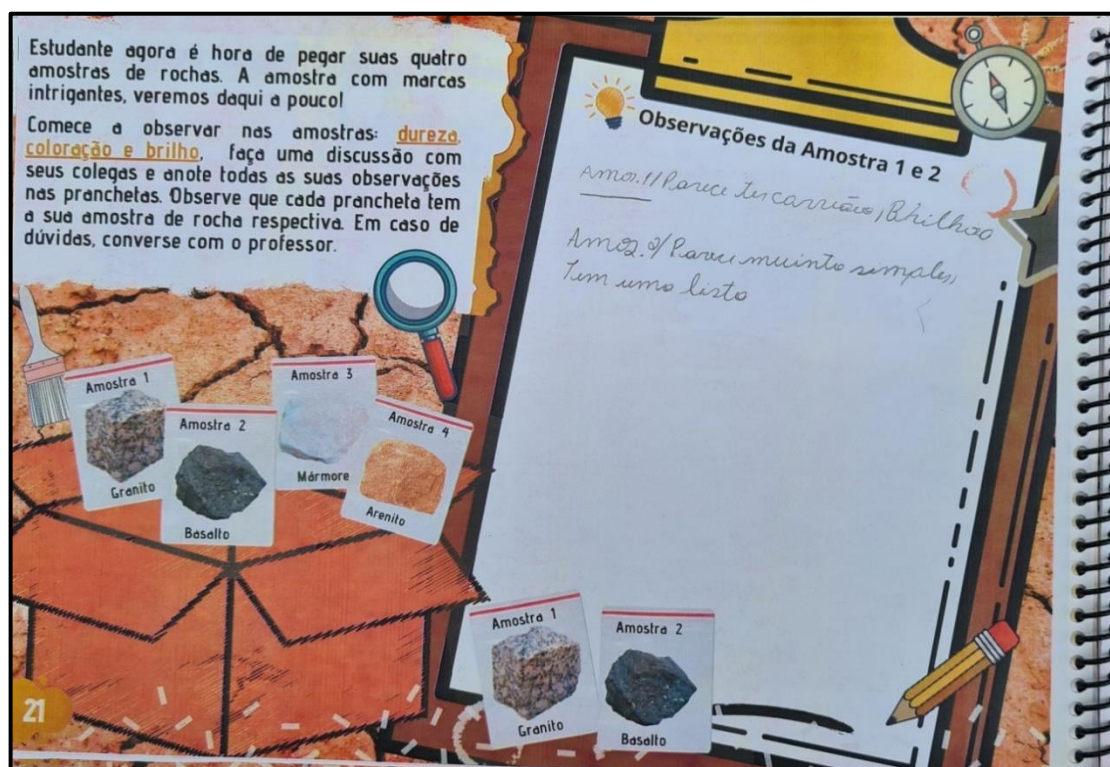 Estudante agora é hora de pegar suas quatro
amostras de rochas. A amostra com marcas
intrigantes, veremos daqui a pouco!
Comece a observar nas amostras: dureza,
coloração e brilho, faça uma discussão com
seus colegas e anote todas as suas observações
nas pranchetas. Observe que cada prancheta tem
a sua amostra de rocha respectiva. Em caso de
dúvidas, converse com o professor.
Amostra 1
Granito
Amostra 2
Basalto
Amostra 3
Mármore
Amostra 4
Arenito
21
Observações da Amostra 1 e 2
Amos.1/ Parece ter, Brilhão
Amos.2/ Parece muinto simples,
Tem uma lista
Amostra 1
Granito
Amostra 2
Basalto